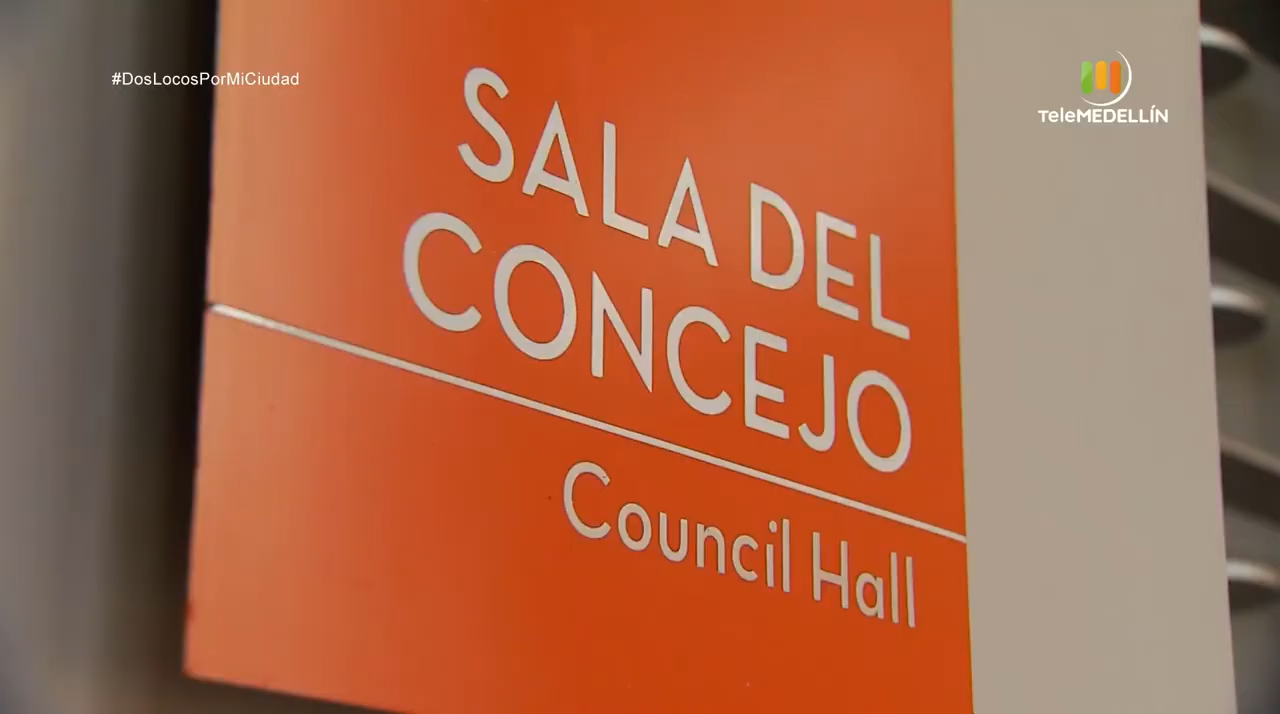 #DosLocosPorMiCiudad
TeleMEDELLÍN
SALA DEL
CONCEJO
Council Hall